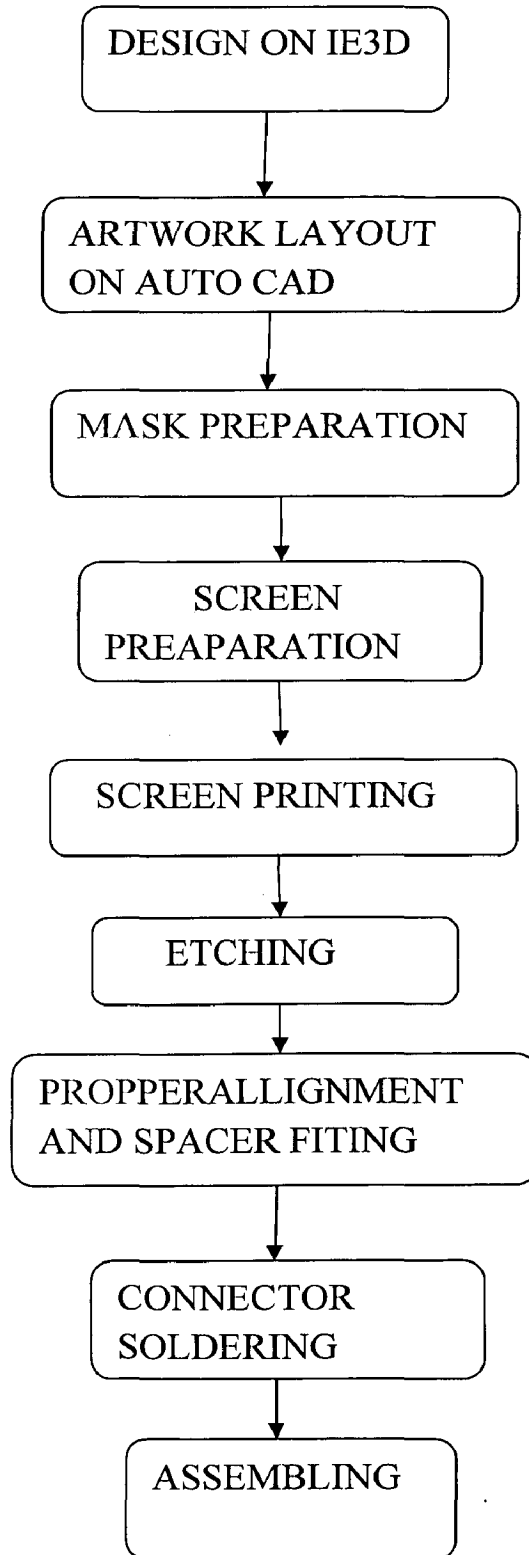 DESIGN ON IE3D
ARTWORK LAYOUT
ON AUTO CAD
MASK PREPARATION
SCREEN
PREAPARATION
SCREEN PRINTING
ETCHING
PROPPERALLIGNMENT
AND SPACER FITING
CONNECTOR
SOLDERING
ASSEMBLING